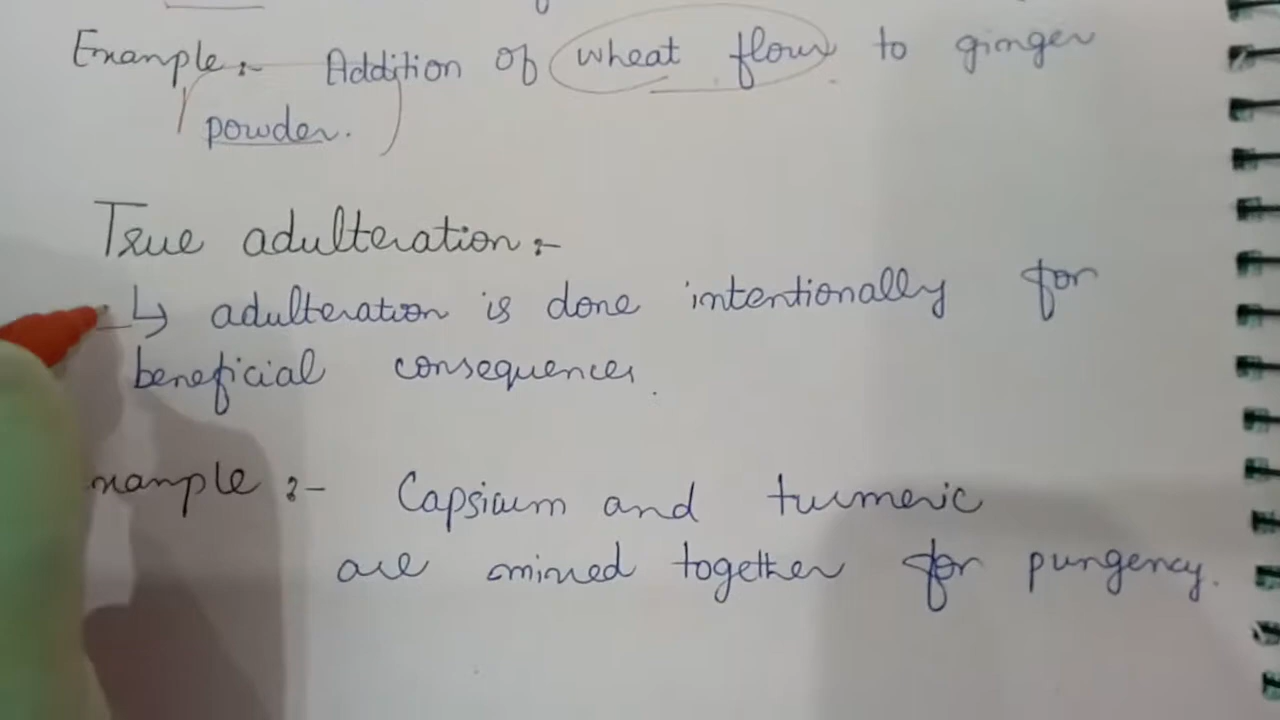 Example :- Addition of wheat flour to ginger
powder.
True adulteration :-
↳ adulteration is done intentionally for
beneficial consequences.
xample :- Capsicum and turmeric
are mixed together for pungency.